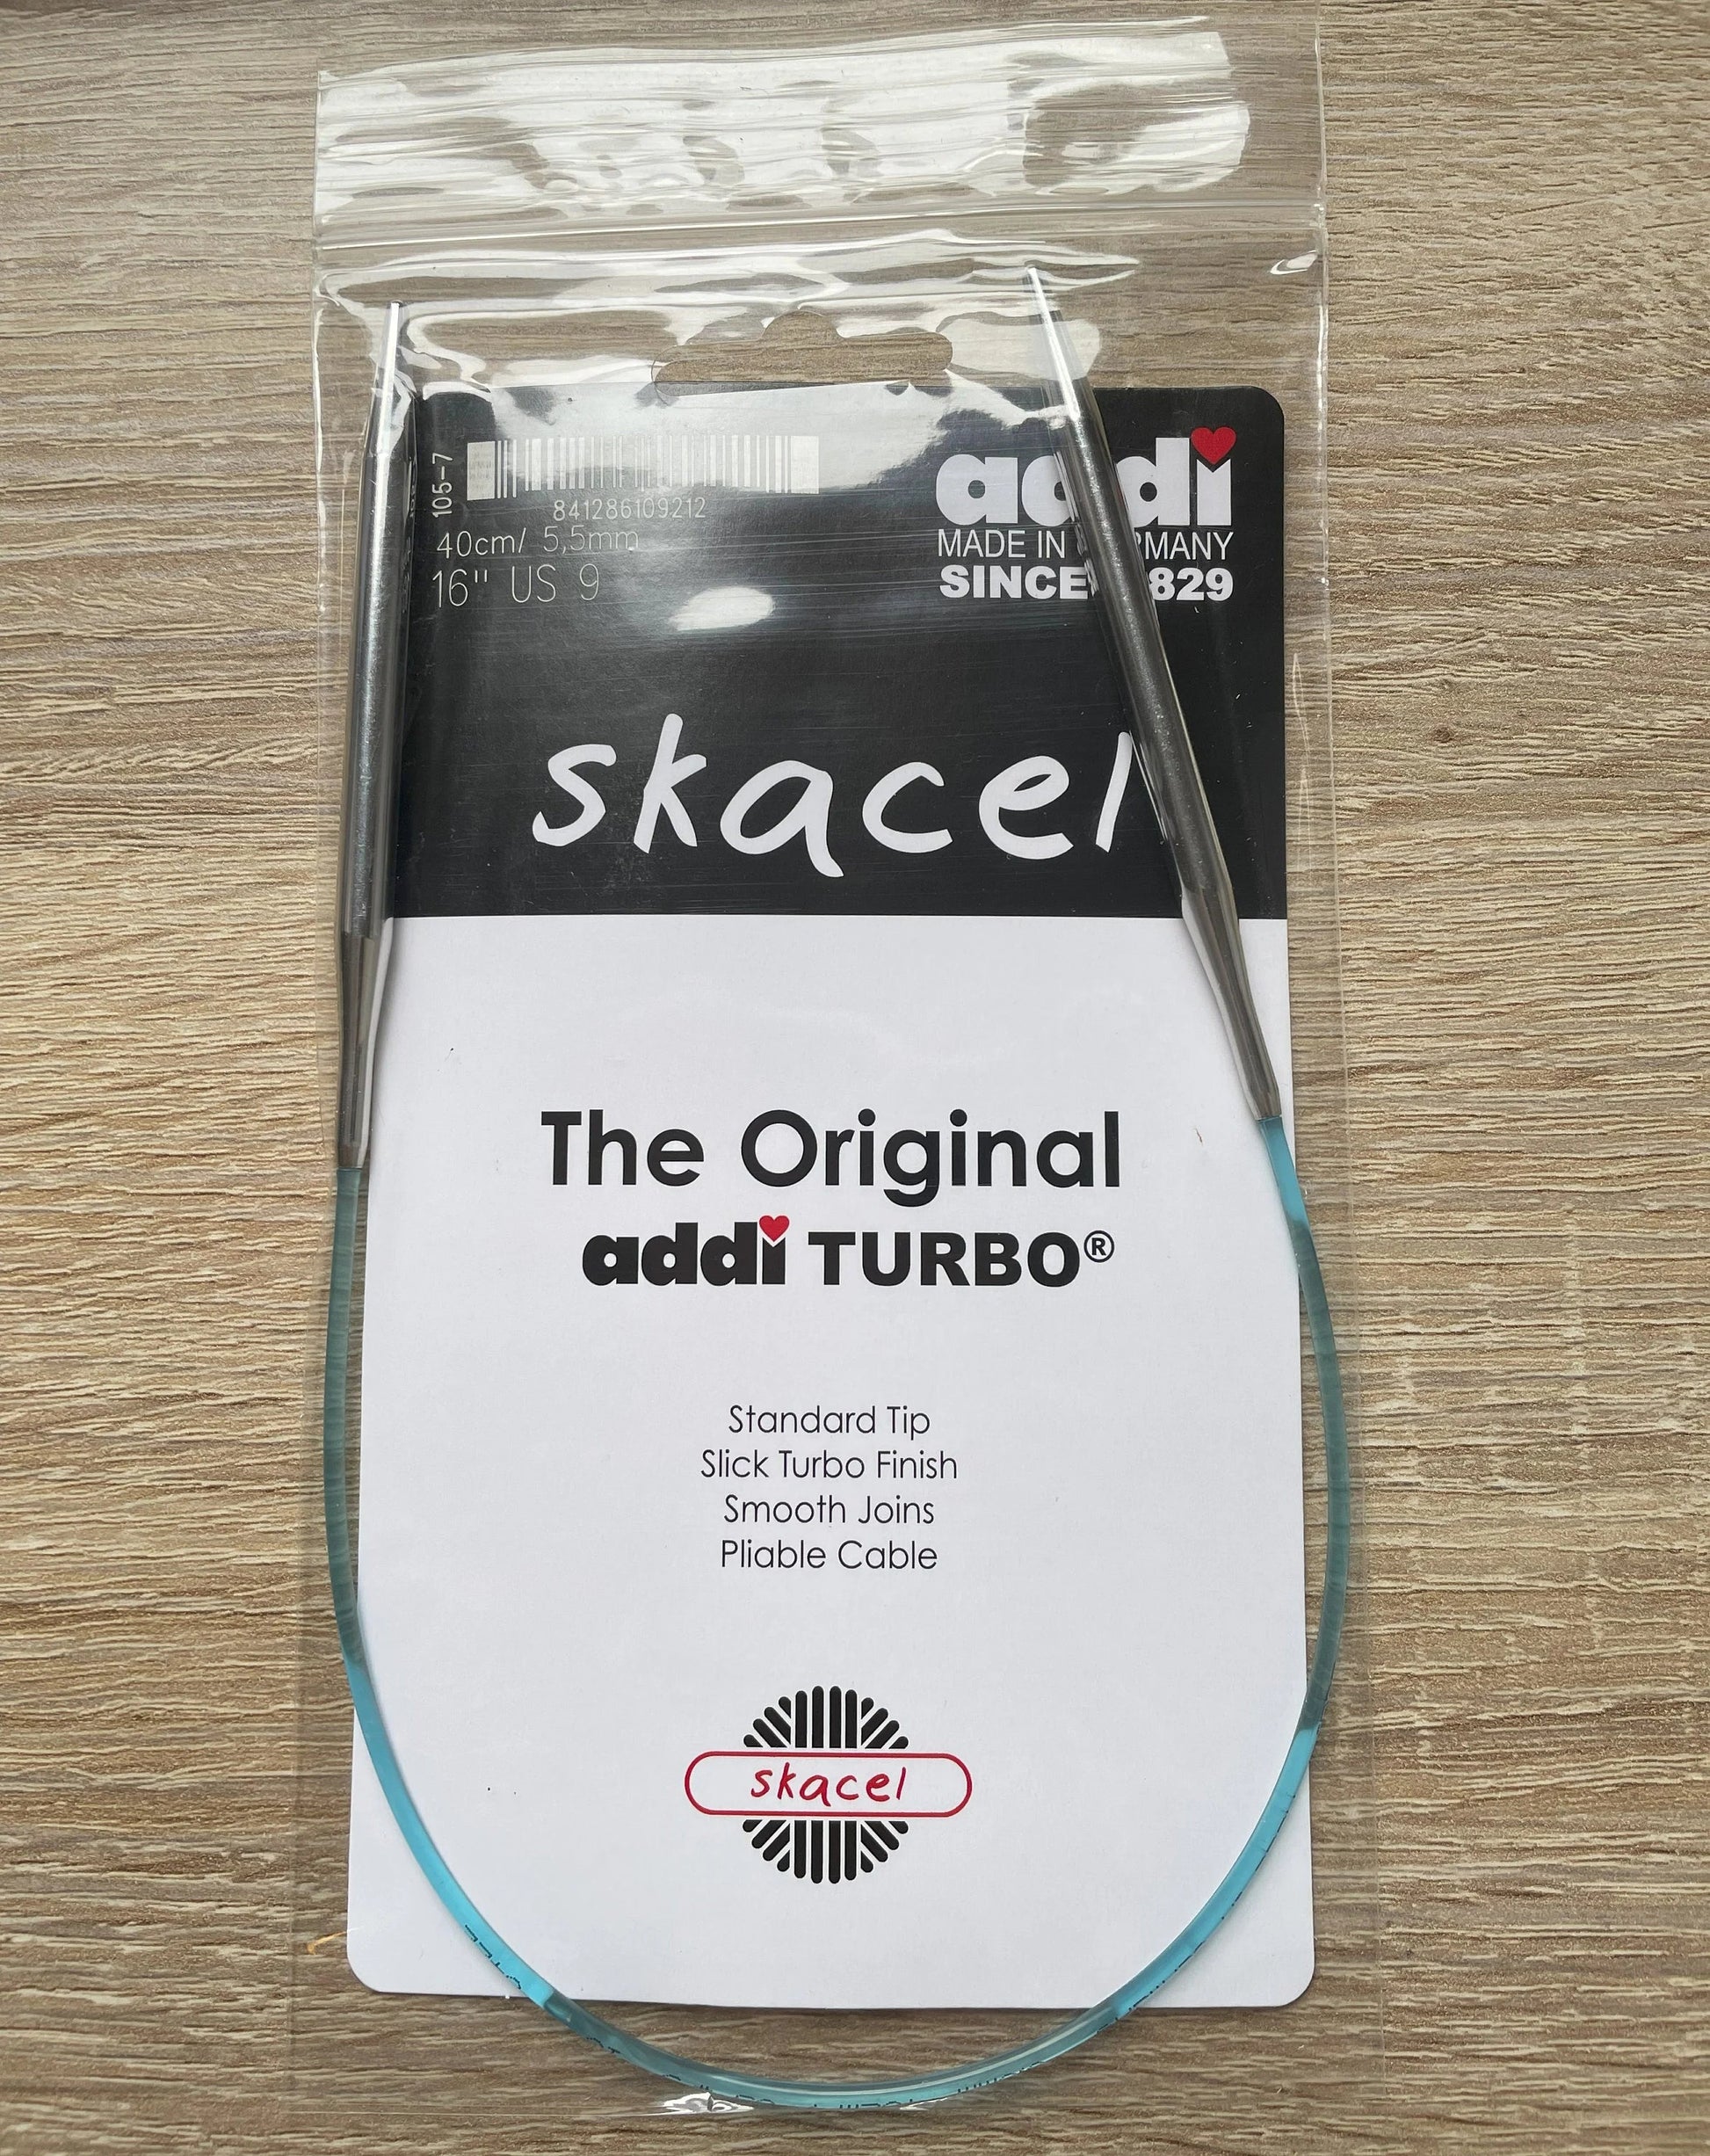 105-7
841286109212
40cm/ 5,5mm
16" US 9
addi
MADE IN
SINCE
skacel
The Original
addi TURBO®
Standard Tip
Slick Turbo Finish
Smooth Joins
Pliable Cable
skacel